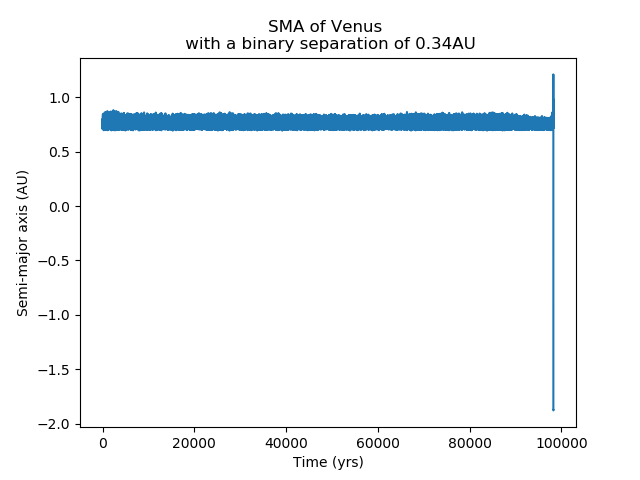 SMA of Venus
with a binary separation of 0.34AU
1.0
0.5
0.0
−0.5
−1.0
−1.5
−2.0
Semi-major axis (AU)
0 20000 40000 60000 80000 100000
Time (yrs)